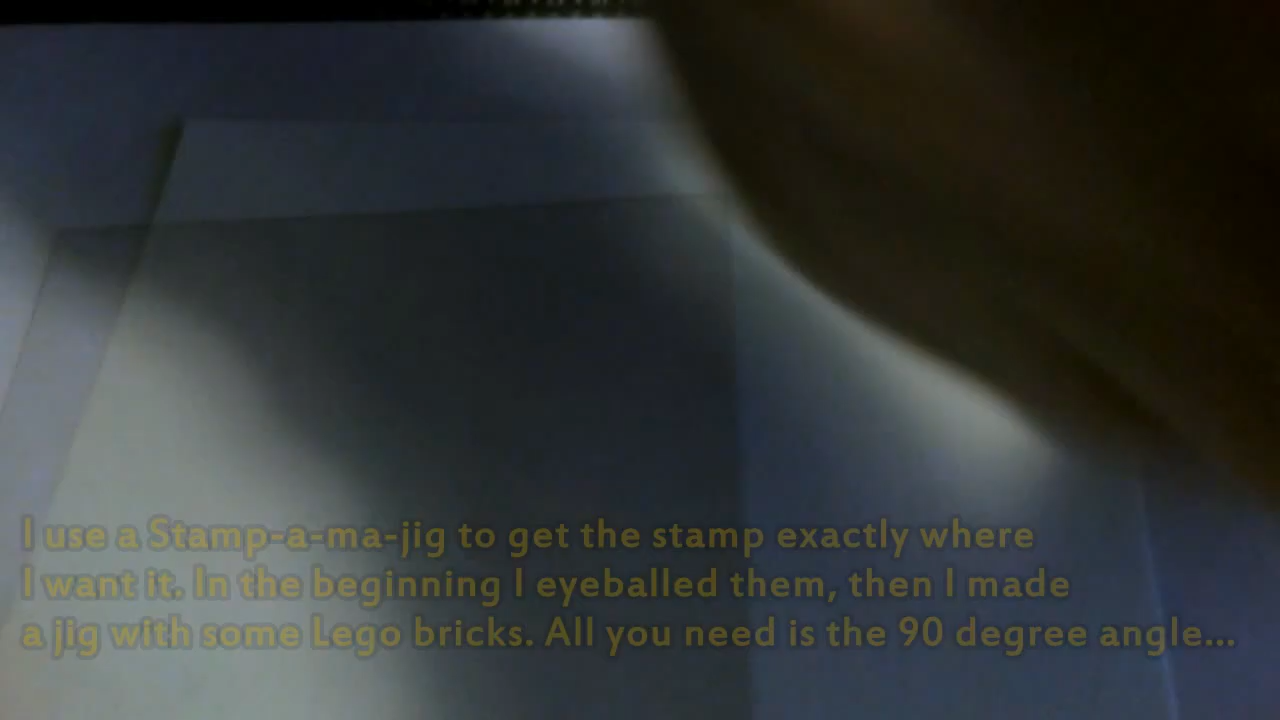 I use a Stamp-a-ma-jig to get the stamp exactly where
I want it. In the beginning I eyeballed them, then I made
a jig with some Lego bricks. All you need is the 90 degree angle...